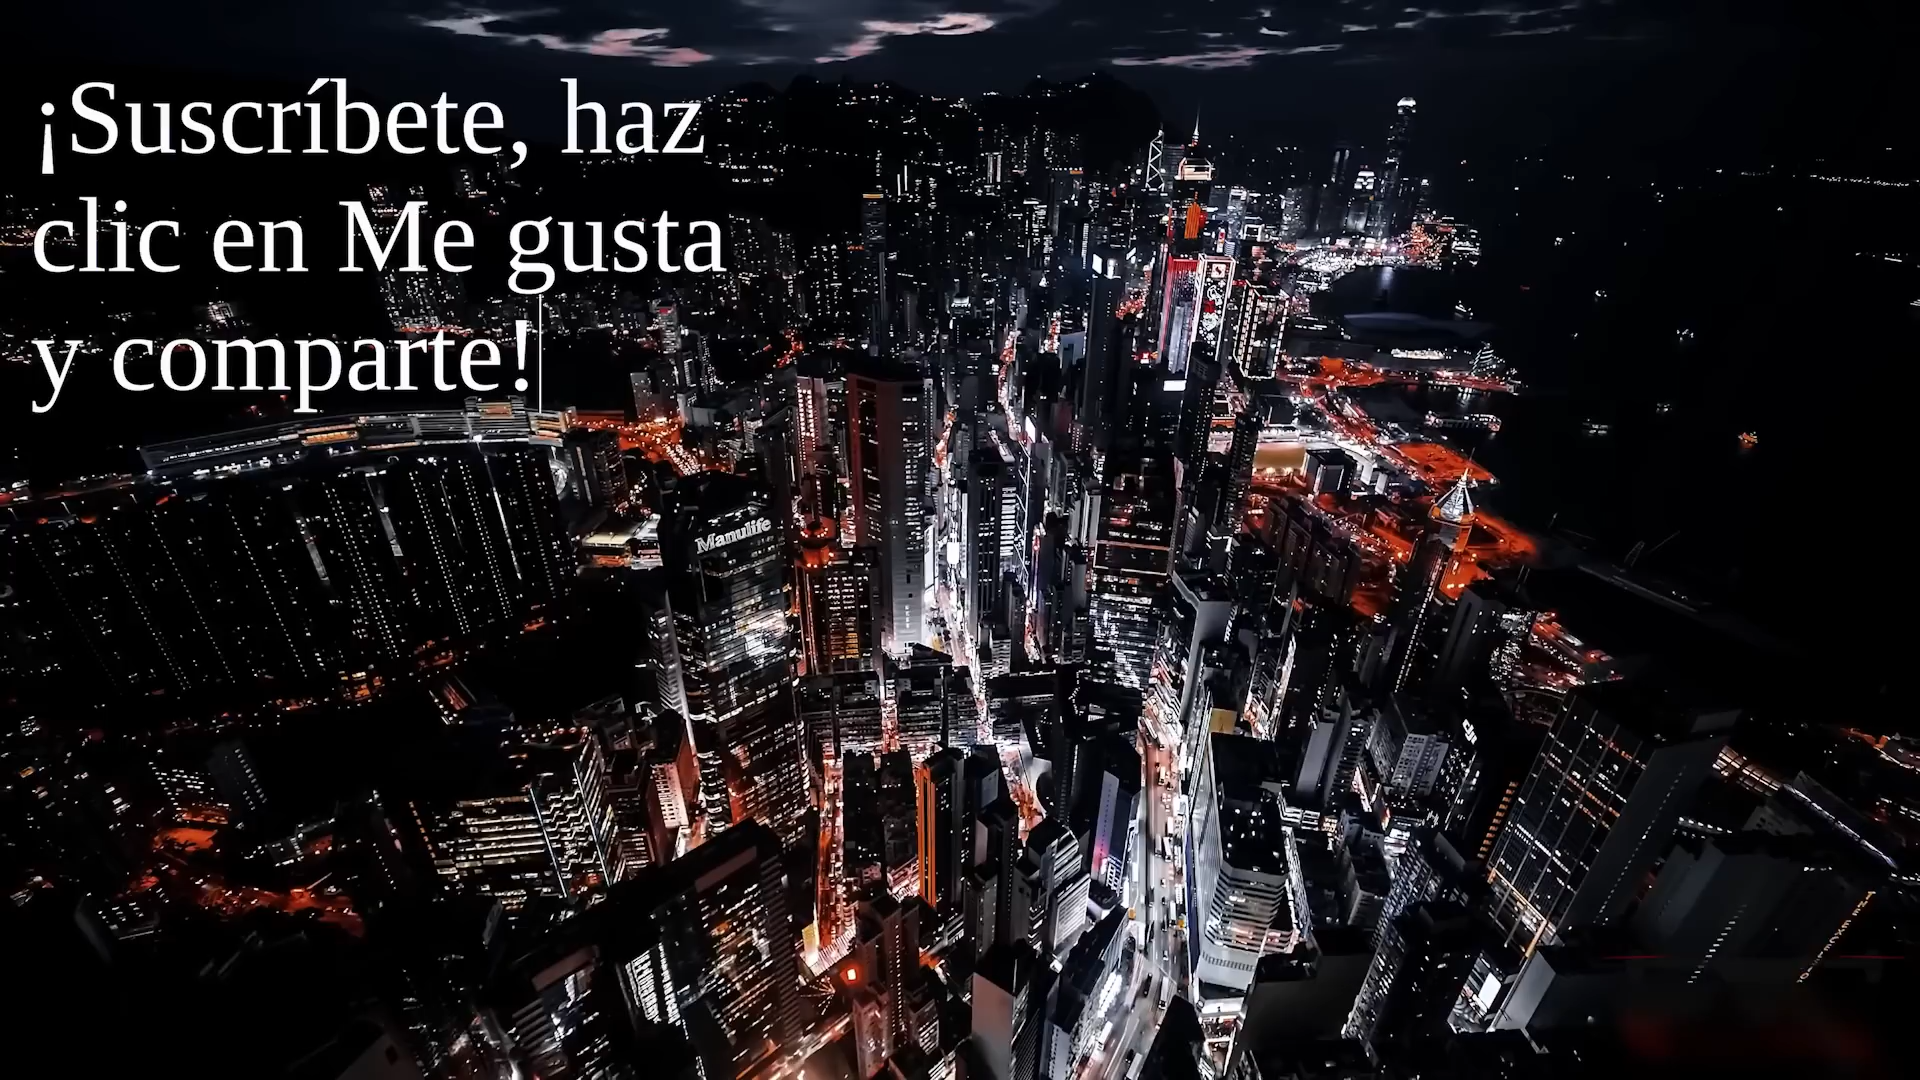 ¡Suscríbete, haz
clic en Me gusta
y comparte!
Manulife